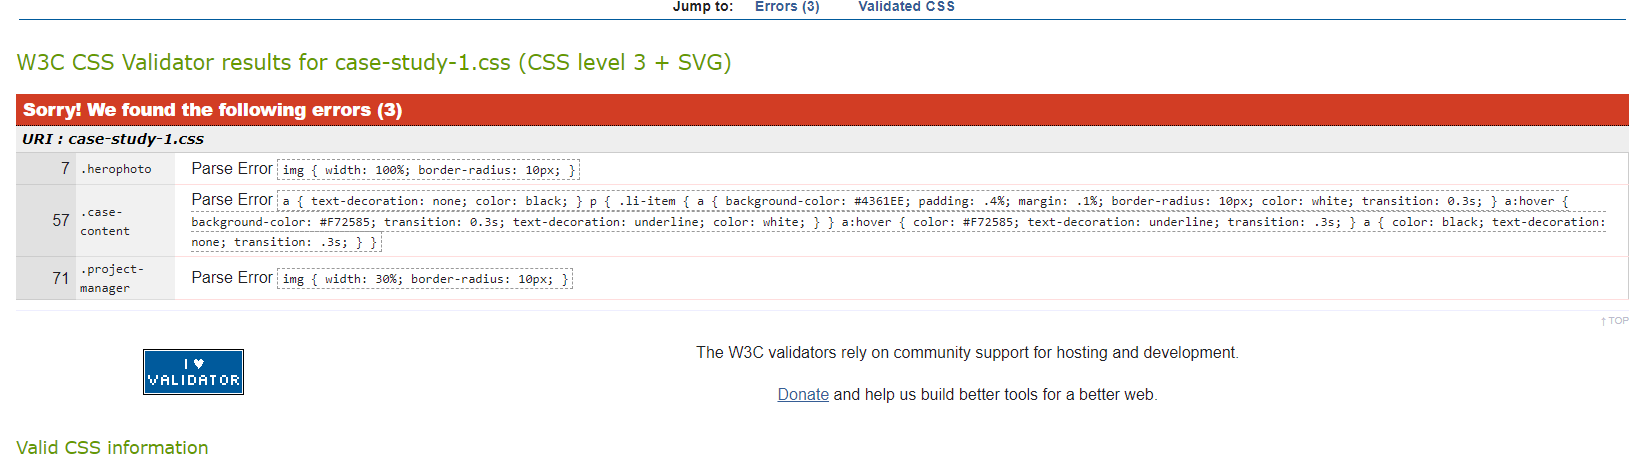 Jump to: Errors (3) Validated CSS
W3C CSS Validator results for case-study-1.css (CSS level 3 + SVG)
Sorry! We found the following errors (3)
URI : case-study-1.css
7 .herophoto Parse Error img { width: 100%; border-radius: 10px; }
57 .case-content Parse Error a { text-decoration: none; color: black; } p { .li-item { a { background-color: #4361EE; padding: .4%; margin: .1%; border-radius: 10px; color: white; transition: 0.3s; } a:hover {
background-color: #F72585; transition: 0.3s; text-decoration: underline; color: white; } } a:hover { color: #F72585; text-decoration: underline; transition: .3s; } a { color: black; text-decoration:
none; transition: .3s; } }
71 .project-manager Parse Error img { width: 30%; border-radius: 10px; }
↑ TOP
I ♥
VALIDATOR
The W3C validators rely on community support for hosting and development.
Donate and help us build better tools for a better web.
Valid CSS information